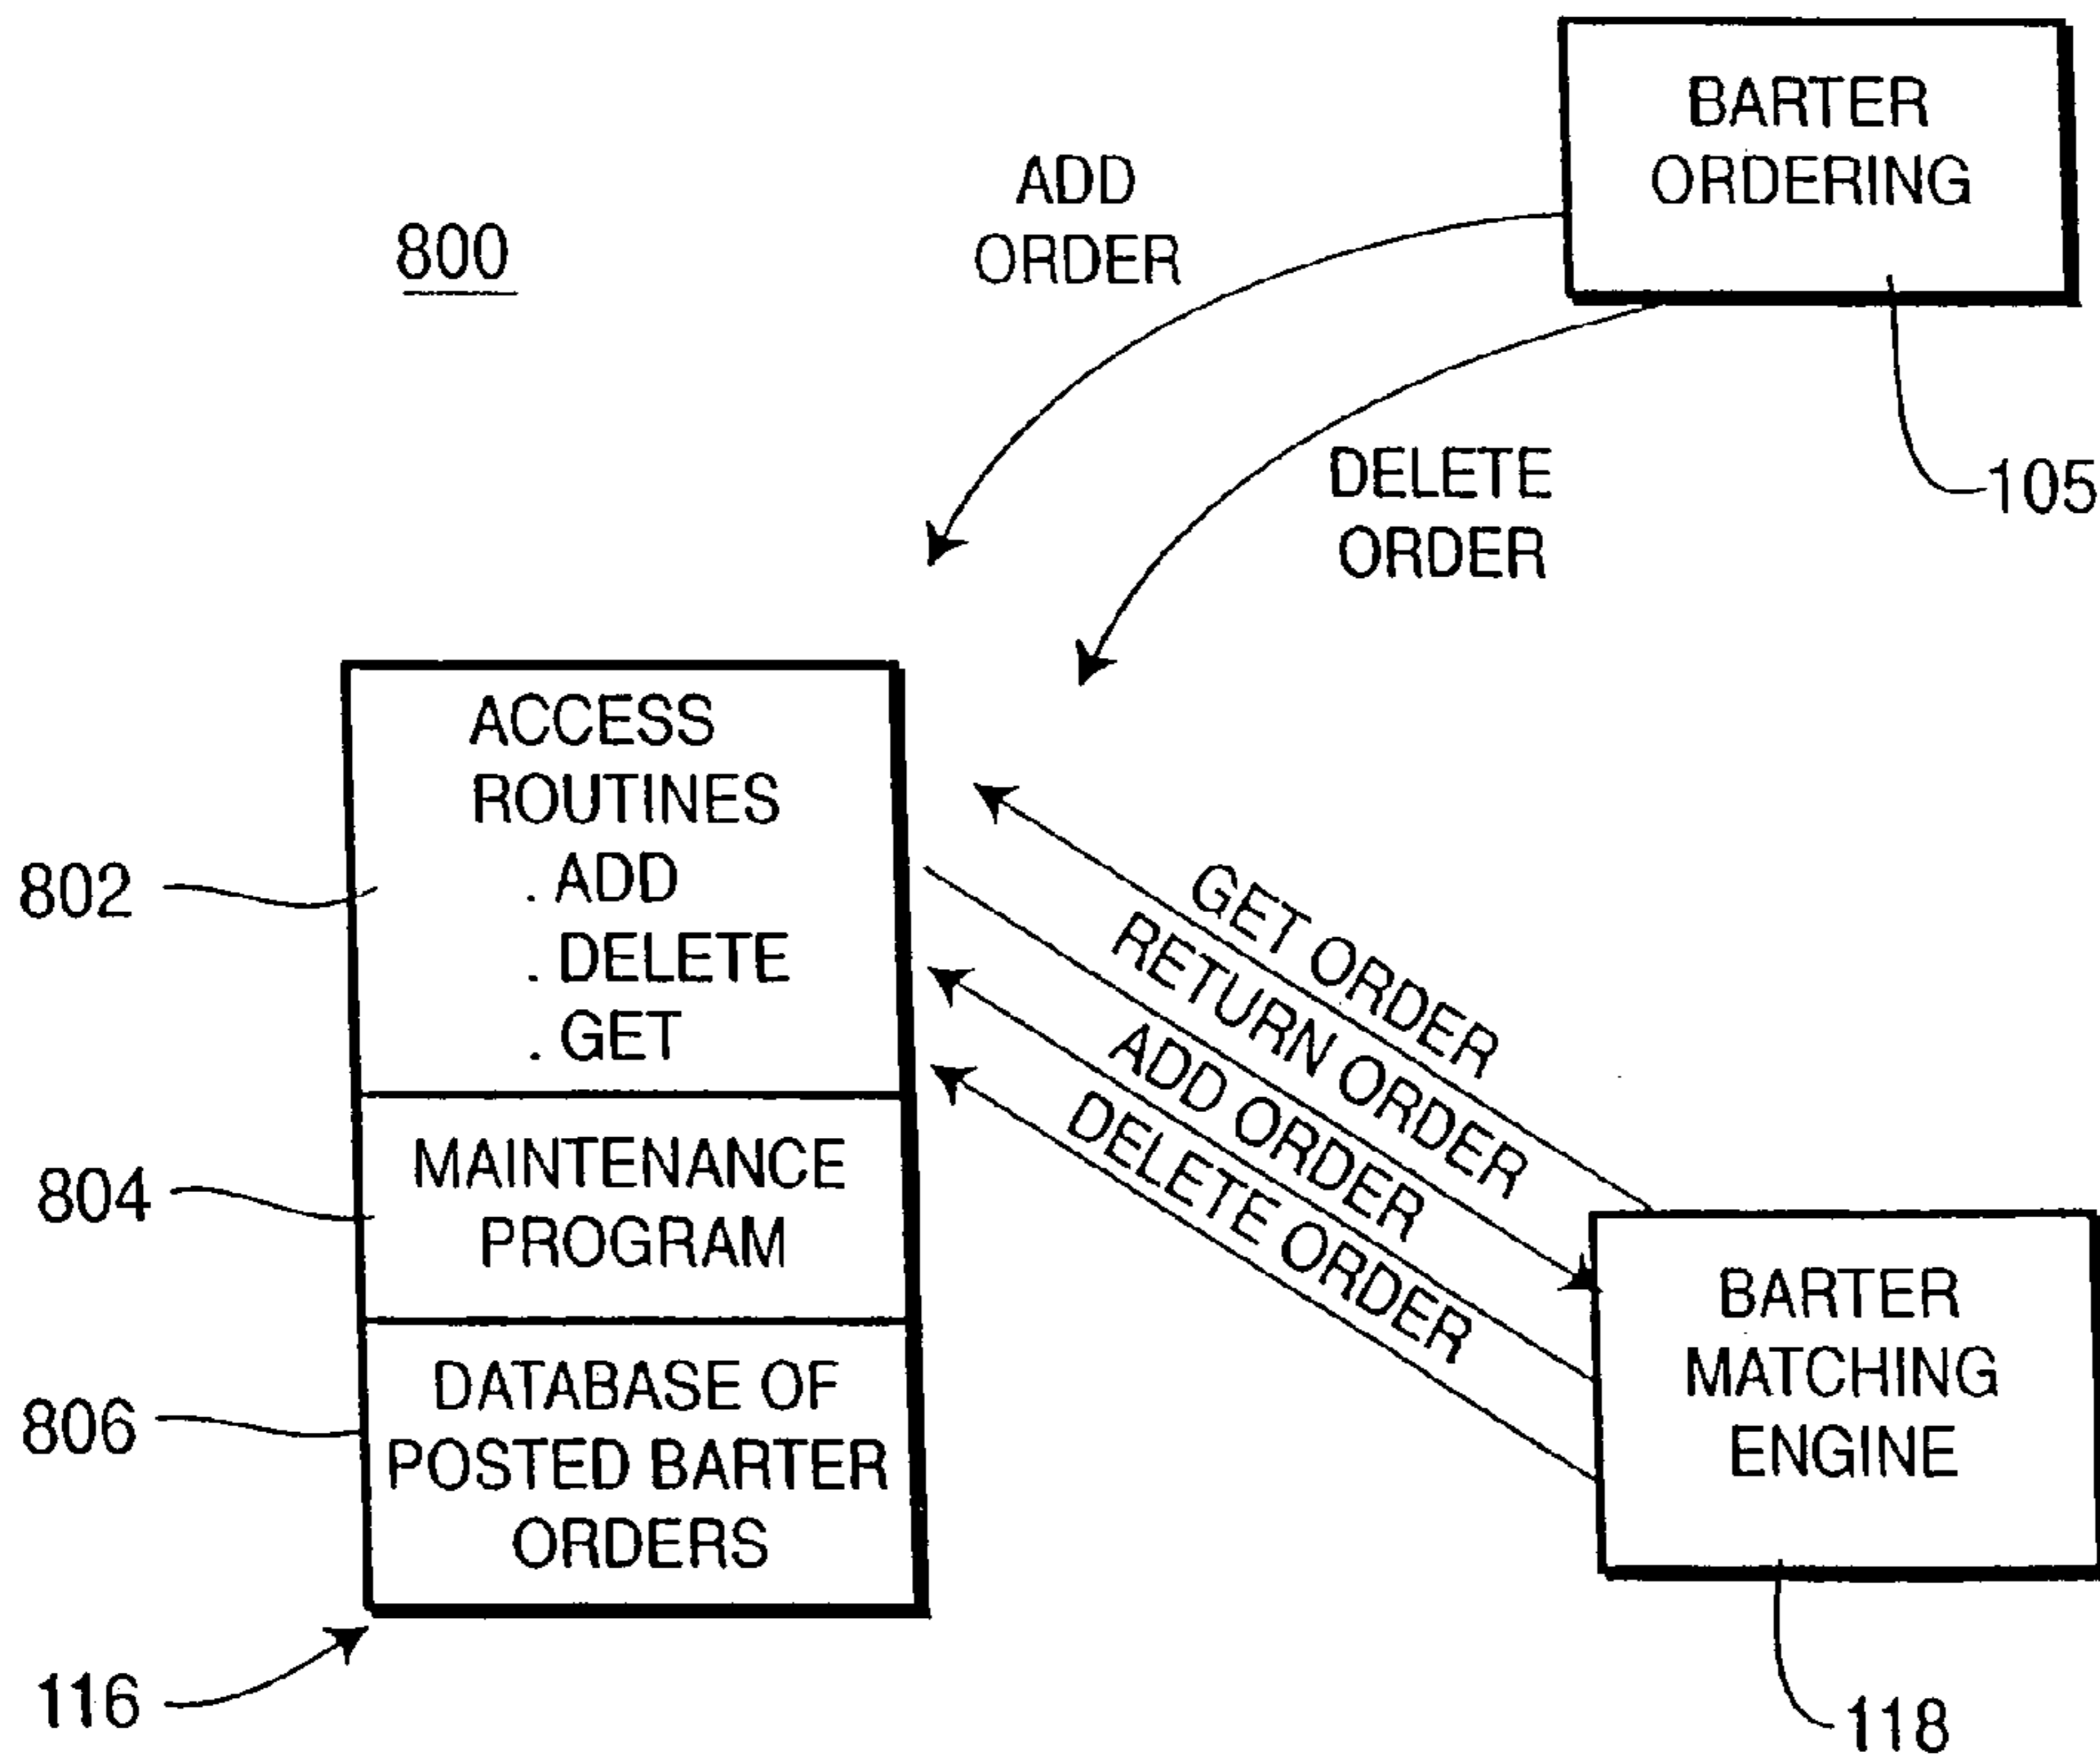 BARTER
ORDERING
ADD
ORDER
800
DELETE
ORDER
105
ACCESS
ROUTINES
. ADD
. DELETE
. GET
802
GET ORDER
RETURN ORDER
ADD ORDER
DELETE ORDER
MAINTENANCE
PROGRAM
804
DATABASE OF
POSTED BARTER
ORDERS
806
BARTER
MATCHING
ENGINE
116
118